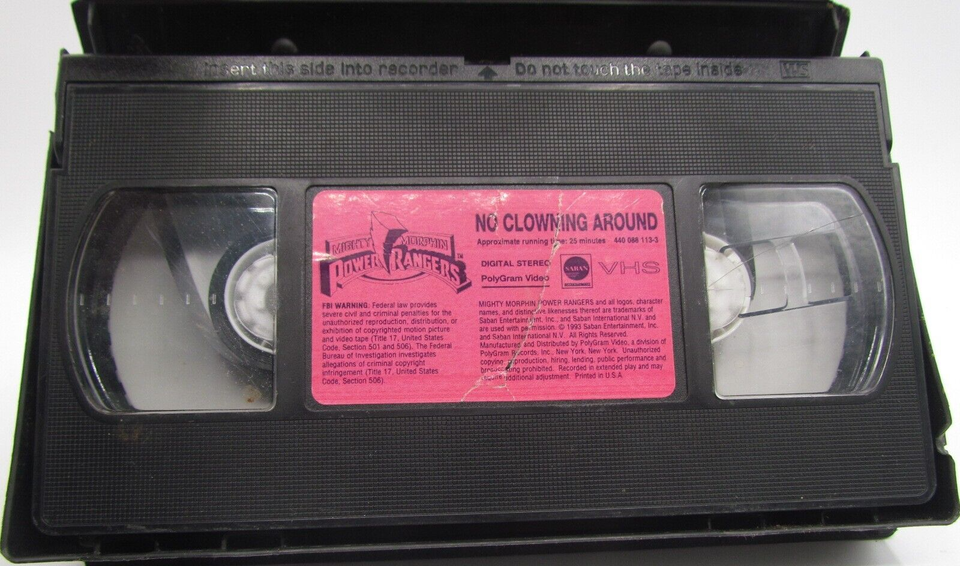 Insert this side into recorder ▲ Do not touch the tape inside VHS
MIGHTY MORPHIN
POWER RANGERS™
NO CLOWNING AROUND
Approximate running time: 25 minutes 440 088 113-3
DIGITAL STEREO
PolyGram Video
SABAN
VHS
FBI WARNING: Federal law provides
severe civil and criminal penalties for the
unauthorized reproduction, distribution, or
exhibition of copyrighted motion picture
and video tape (Title 17, United States
Code, Section 501 and 506), The Federal
Bureau of Investigation investigates
allegations of criminal copyright
infringement (Title 17, United States
Code, Section 506).
MIGHTY MORPHIN POWER RANGERS and all logos, character
names, and distinctive likenesses thereof are trademarks of
Saban Entertainment, Inc., and Saban International N.V. and
are used with permission. © 1993 Saban Entertainment, Inc.
and Saban International N.V. All Rights Reserved.
Manufactured and Distributed by PolyGram Video, a division of
PolyGram Records, Inc., New York, New York. Unauthorized
copying, reproduction, hiring, lending, public performance and
broadcasting prohibited. Recorded in extended play and may
require additional adjustment. Printed in U.S.A.